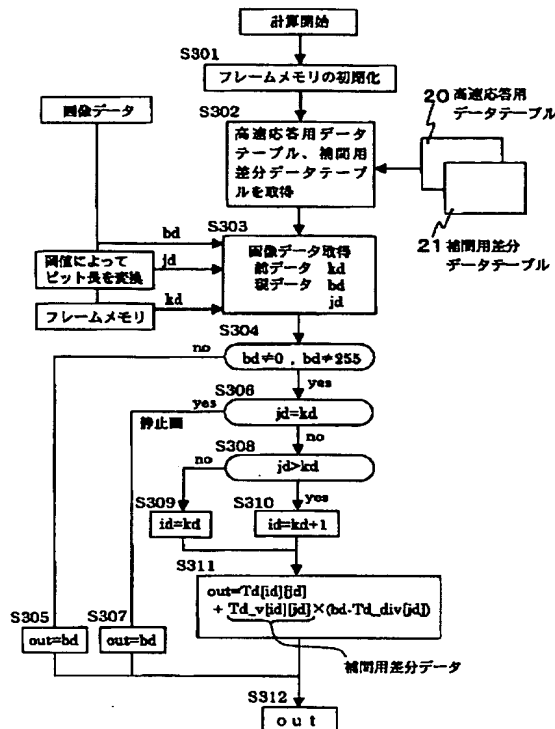 計算開始
S301
フレームメモリの初期化
画像データ
S302
高速応答用データ
テーブル、補間用
差分データテーブ
ルを取得
20 高速応答用
データテーブル
21 補間用差分
データテーブル
S303
bd
閾値によって
ビット長を変換
jd
kd
フレームメモリ
画像データ取得
前データ kd
現データ bd
jd
S304
no
bd≠0 , bd≠255
yes
S306
yes
静止画
jd=kd
no
S308
no
jd>kd
yes
S309
id=kd
S310
id=kd+1
S311
out=Td[id][jd]
+ Td_v[id][jd]×(bd-Td_div[jd])
補間用差分データ
S305
out=bd
S307
out=bd
S312
out